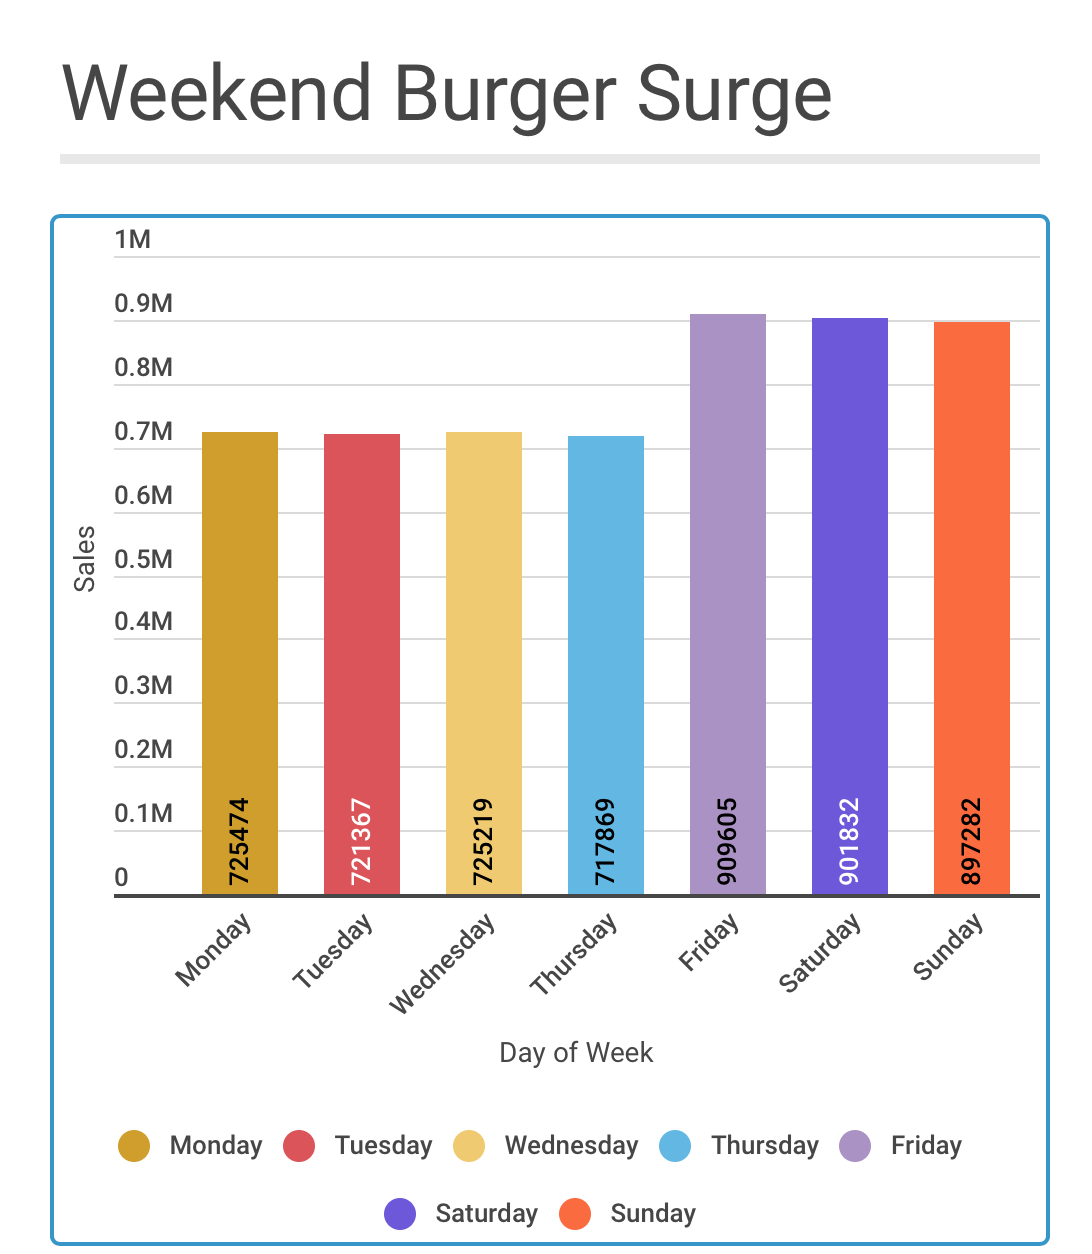 Weekend Burger Surge
1M
0.9M
0.8M
0.7M
0.6M
0.5M
0.4M
0.3M
0.2M
0.1M
0
Sales
725474
721367
725219
717869
909605
901832
897282
Monday
Tuesday
Wednesday
Thursday
Friday
Saturday
Sunday
Day of Week
Monday Tuesday Wednesday Thursday Friday
Saturday Sunday